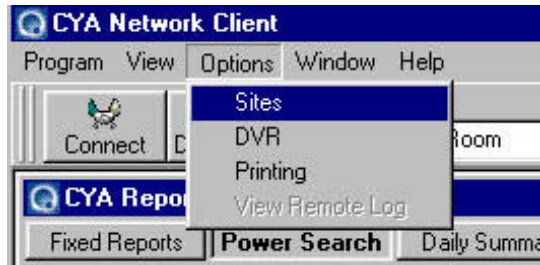 CYA Network Client
Program View Options Window Help
Sites
Connect DVR Room
Printing
CYA Repo View Remote Log
Fixed Reports Power Search Daily Summa